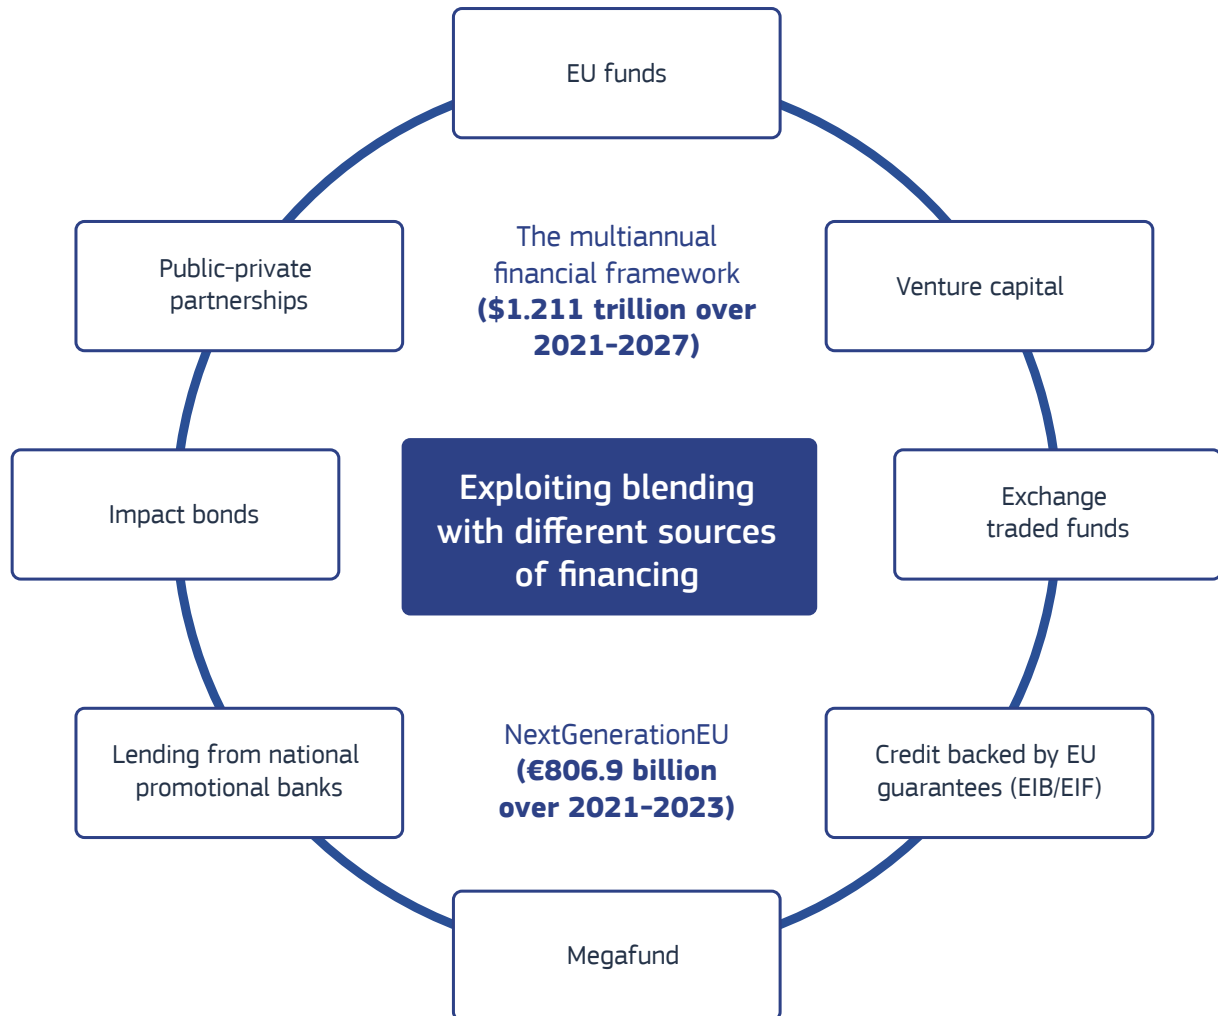 EU funds
Public-private
partnerships
The multiannual
financial framework
($1.211 trillion over
2021-2027)
Venture capital
Impact bonds
Exploiting blending
with different sources
of financing
Exchange
traded funds
Lending from national
promotional banks
NextGenerationEU
(€806.9 billion
over 2021-2023)
Credit backed by EU
guarantees (EIB/EIF)
Megafund